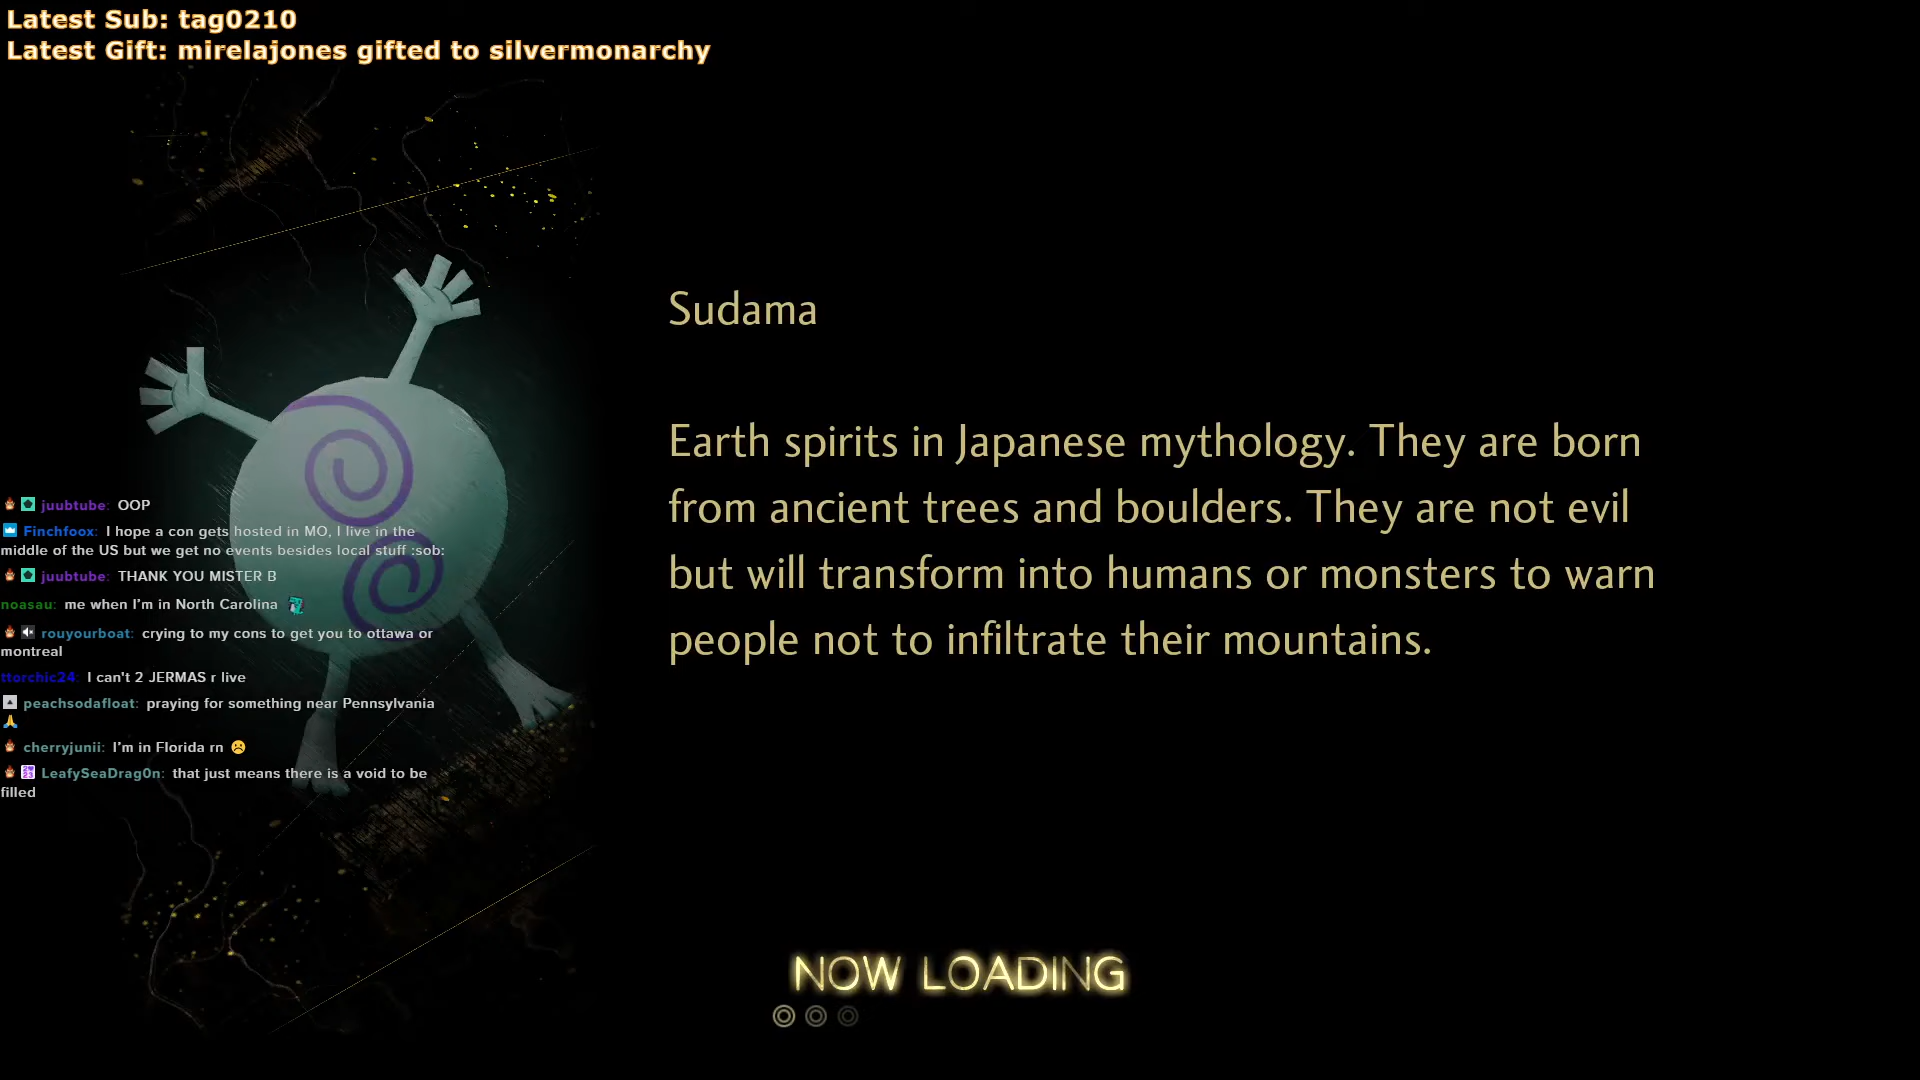 Latest Sub: tag0210
Latest Gift: mirelajones gifted to silvermonarchy
Sudama
Earth spirits in Japanese mythology. They are born
from ancient trees and boulders. They are not evil
but will transform into humans or monsters to warn
people not to infiltrate their mountains.
juubtube: OOP
Finchfoox: I hope a con gets hosted in MO, I live in the
middle of the US but we get no events besides local stuff :sob:
juubtube: THANK YOU MISTER B
noasau: me when I'm in North Carolina
rouyourboat: crying to my cons to get you to ottawa or
montreal
ttorchic24: I can't 2 JERMAS r live
peachsodafloat: praying for something near Pennsylvania
🙏
cherryjunii: I'm in Florida rn ☹️
LeafySeaDrag0n: that just means there is a void to be
filled
NOW LOADING